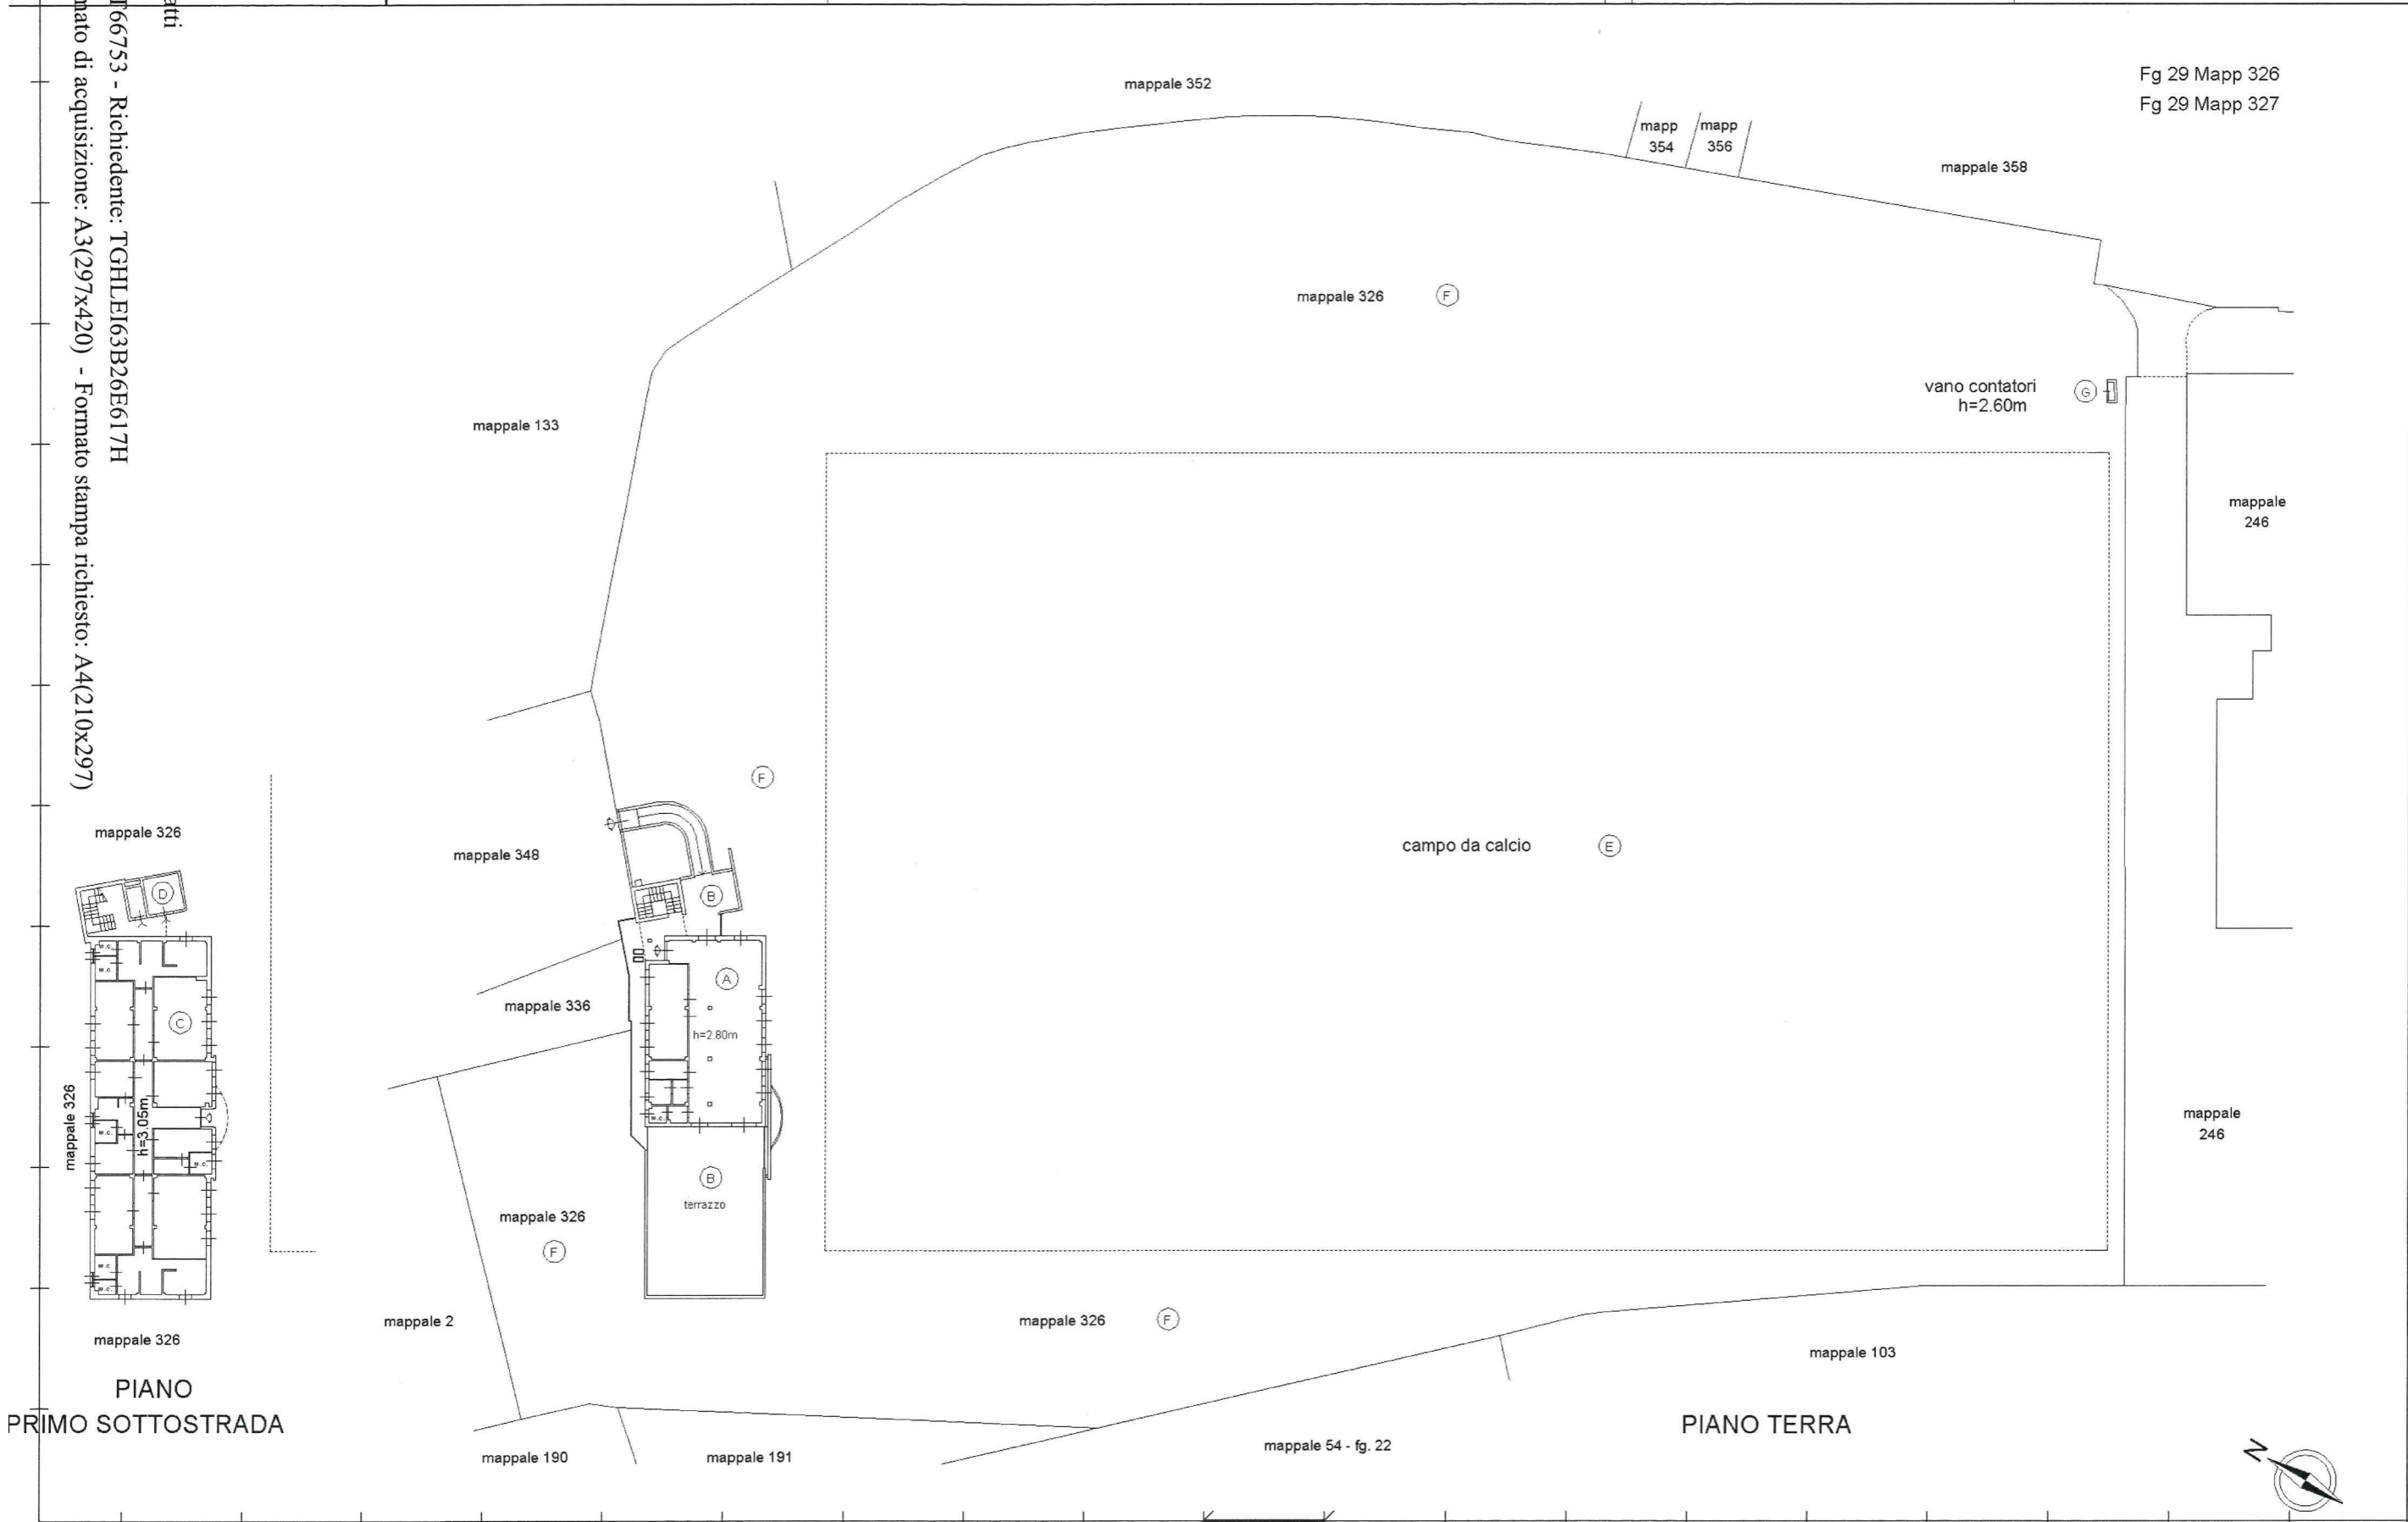 atti
T66753 - Richiedente: TGHLEI63B26E617H
mato di acquisizione: A3(297x420) - Formato stampa richiesto: A4(210x297)
Fg 29 Mapp 326
Fg 29 Mapp 327
mappale 352
mapp
354
mapp
356
mappale 358
mappale 326
F
vano contatori
h=2.60m
G
mappale 133
mappale
246
F
mappale 326
mappale 348
campo da calcio
E
D
B
w.c.
w.c.
A
mappale 336
C
h=2.80m
mappale 326
h=3.05m
w.c.
w.c.
w.c.
mappale
246
B
terrazzo
mappale 326
F
w.c.
w.c.
mappale 2
mappale 326
F
mappale 326
mappale 103
PIANO
PRIMO SOTTOSTRADA
PIANO TERRA
mappale 190
mappale 191
mappale 54 - fg. 22
N